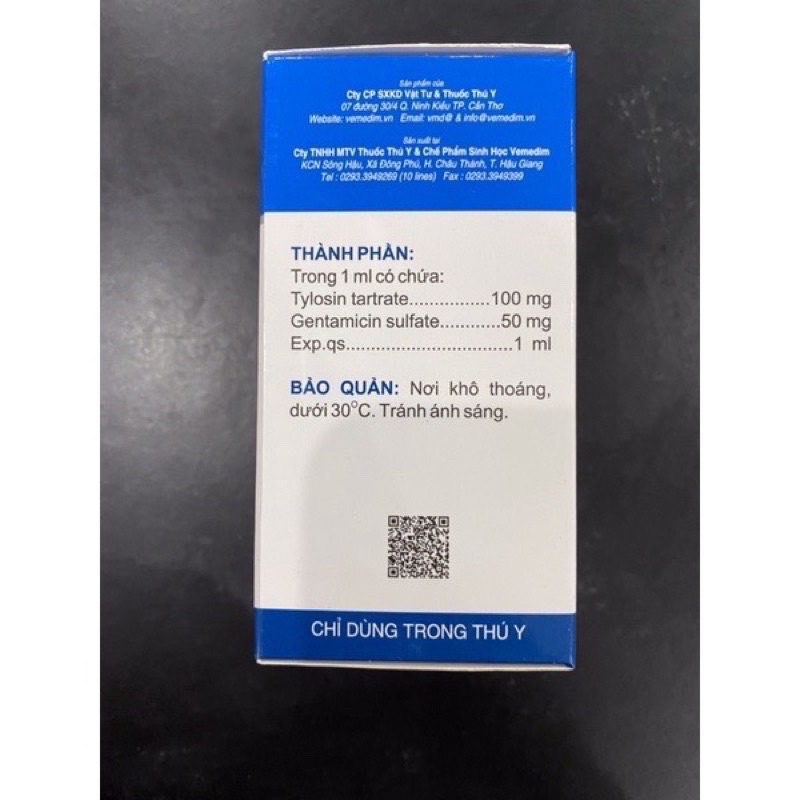 Sản phẩm của
Cty CP SXKD Vật Tư & Thuốc Thú Y
07 đường 30/4 Q. Ninh Kiều TP. Cần Thơ
Website: vemedim.vn Email: vmd@ & info@vemedim.vn
Sản xuất tại
Cty TNHH MTV Thuốc Thú Y & Chế Phẩm Sinh Học Vemedim
KCN Sông Hậu, Xã Đông Phú, H. Châu Thành, T. Hậu Giang
Tel : 0293.3949269 (10 lines) Fax : 0293.3949399
THÀNH PHẦN:
Trong 1 ml có chứa:
Tylosin tartrate................100 mg
Gentamicin sulfate............50 mg
Exp.qs.................................1 ml
BẢO QUẢN: Nơi khô thoáng,
dưới 30°C. Tránh ánh sáng.
CHỈ DÙNG TRONG THÚ Y